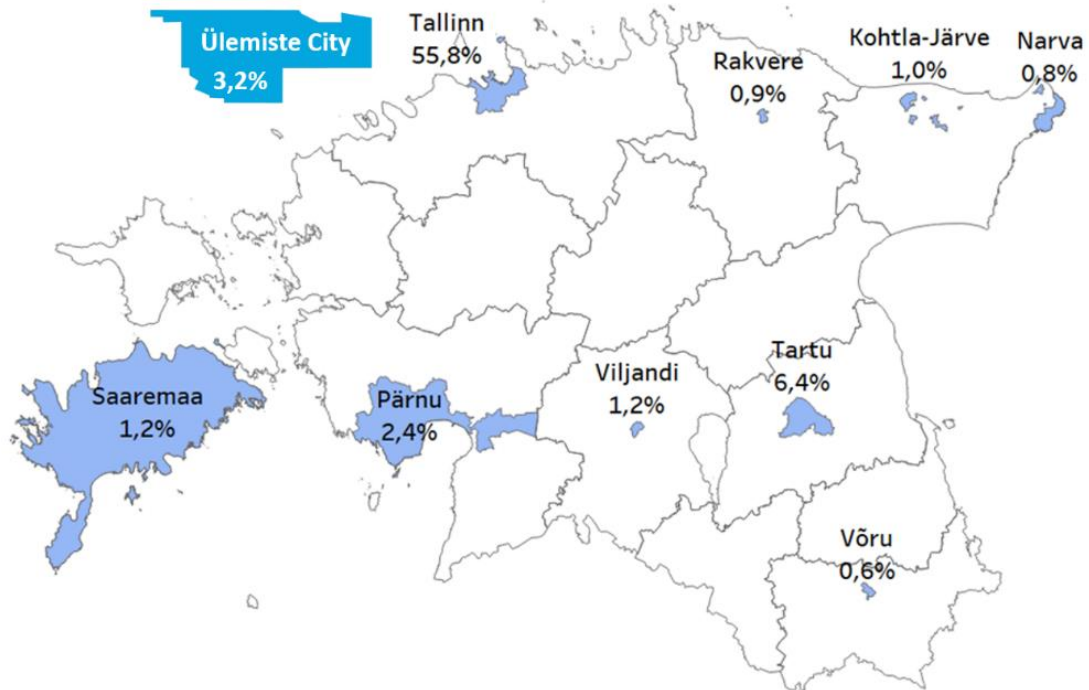 Ülemiste City
3,2%
Tallinn
55,8%
Rakvere
0,9%
Kohtla-Järve
1,0%
Narva
0,8%
Saaremaa
1,2%
Pärnu
2,4%
Viljandi
1,2%
Tartu
6,4%
Võru
0,6%